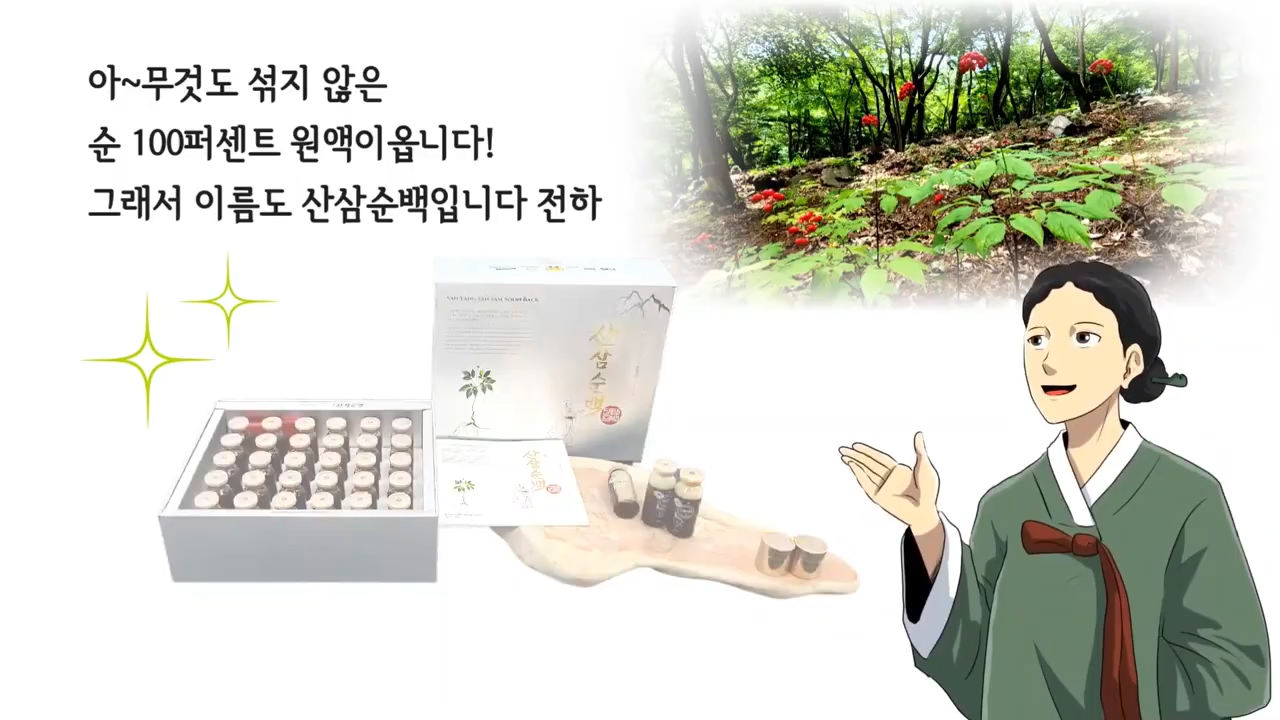 아~무것도 섞지 않은
순 100퍼센트 원액이옵니다!
그래서 이름도 산삼순백입니다 전하
산삼순백
산삼순백